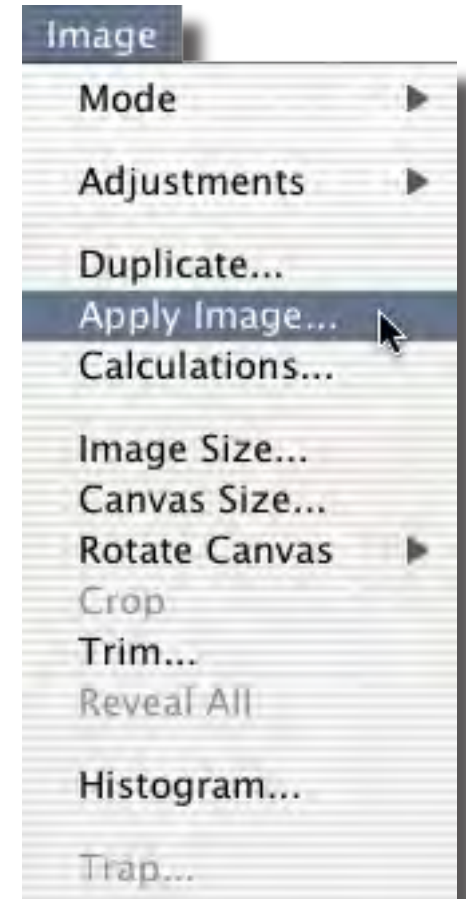 Image
Mode
Adjustments
Duplicate...
Apply Image...
Calculations...
Image Size...
Canvas Size...
Rotate Canvas
Crop
Trim...
Reveal All
Histogram...
Trap...